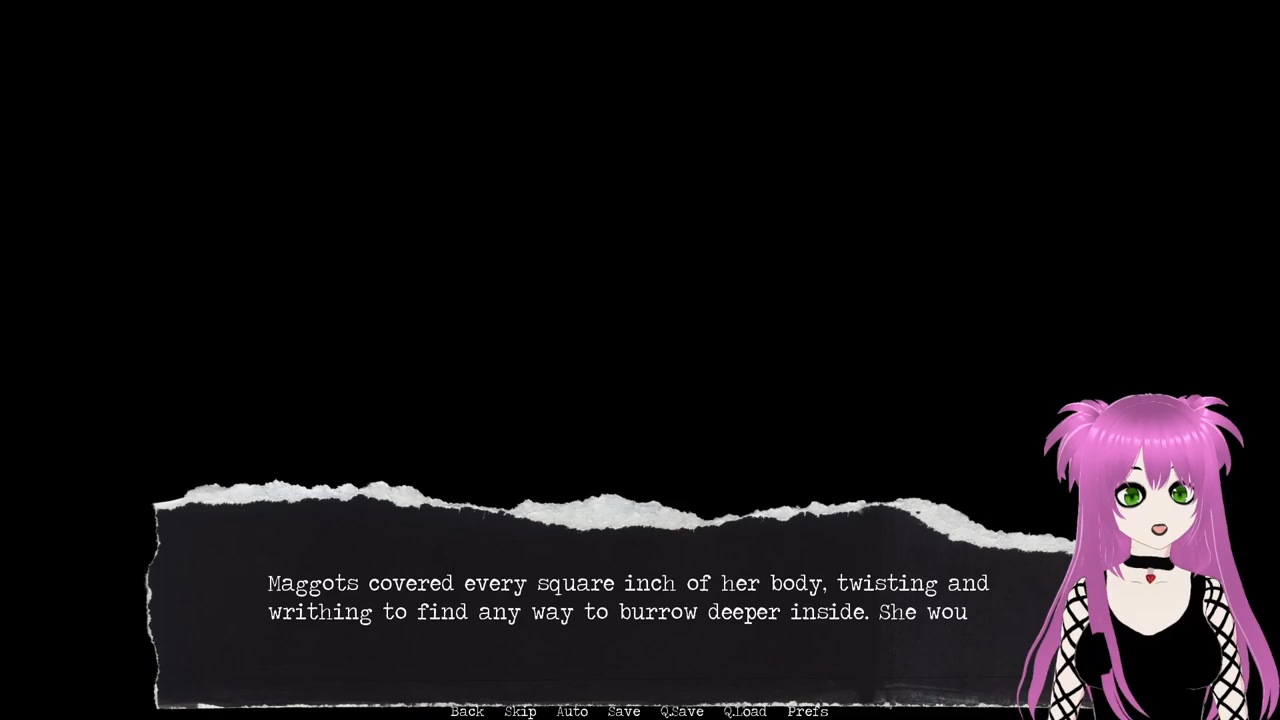 Maggots covered every square inch of her body, twisting and
writhing to find any way to burrow deeper inside. She wou
Back Skip Auto Save Q.Save Q.Load Prefs